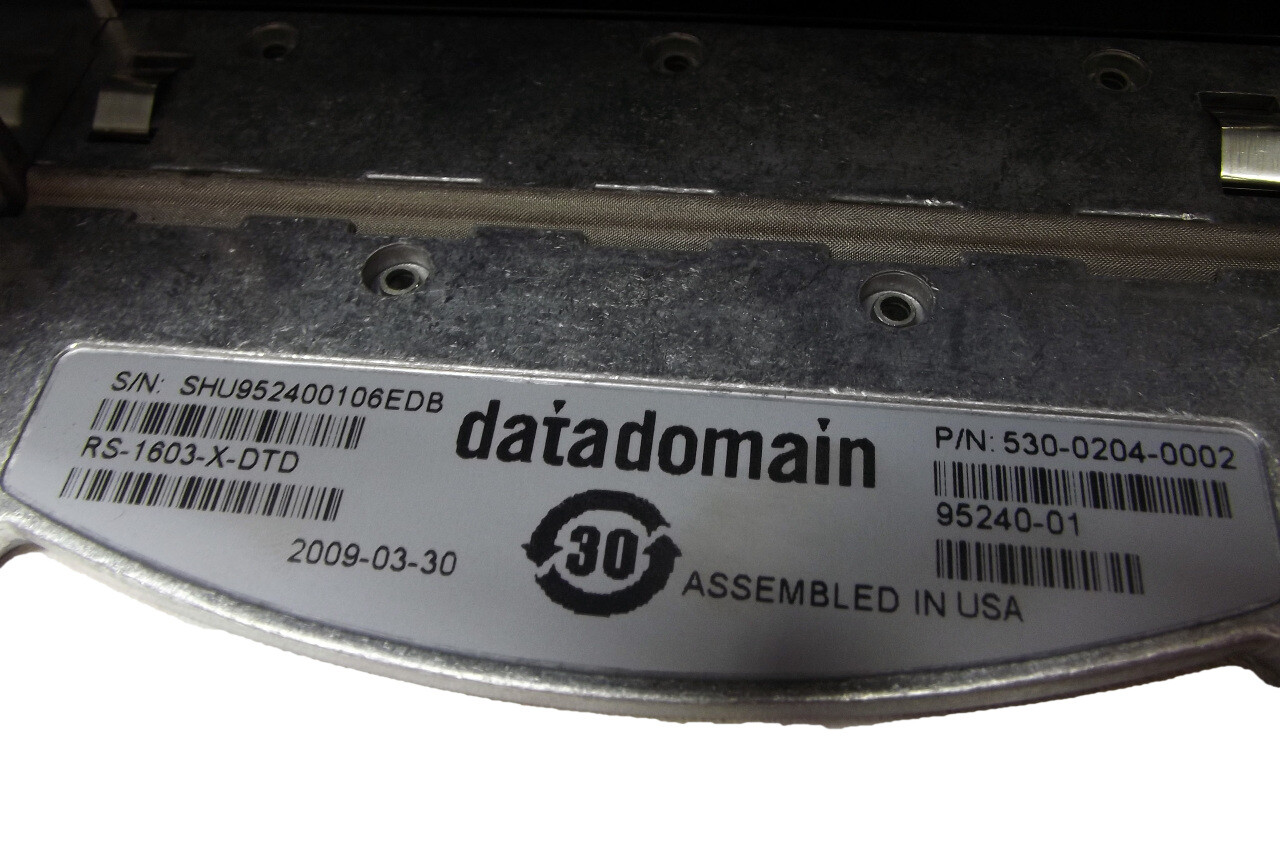 S/N: SHU952400106EDB
RS-1603-X-DTD
2009-03-30
datadomain
30
ASSEMBLED IN USA
P/N: 530-0204-0002
95240-01